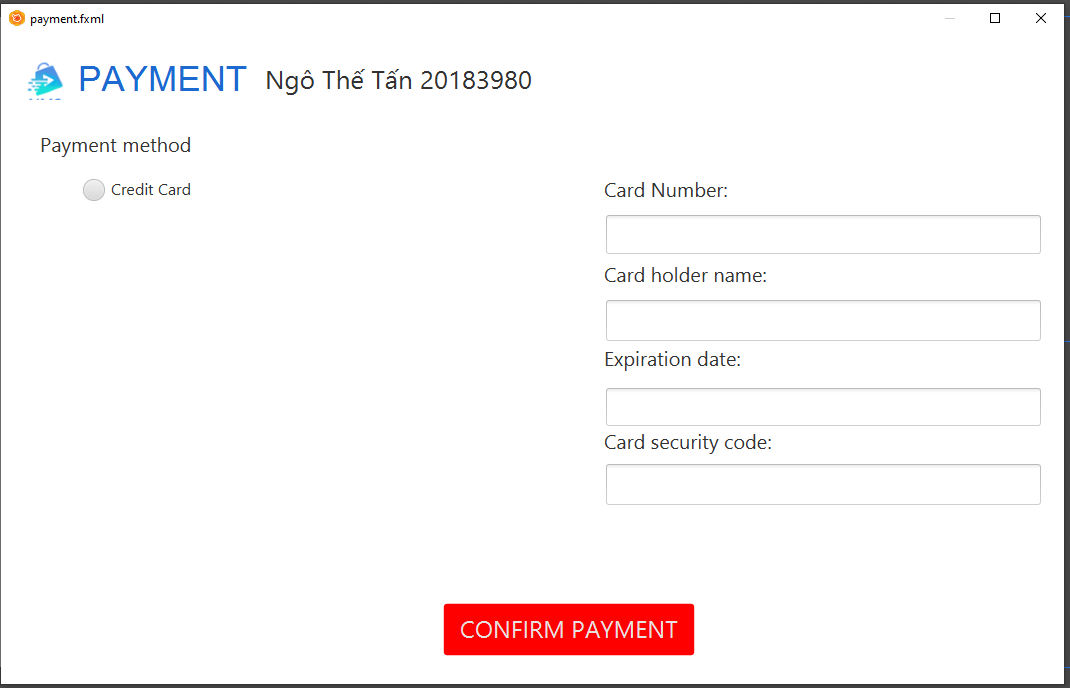 payment.fxml
PAYMENT Ngô Thế Tấn 20183980
Payment method
Credit Card
Card Number:
Card holder name:
Expiration date:
Card security code:
CONFIRM PAYMENT